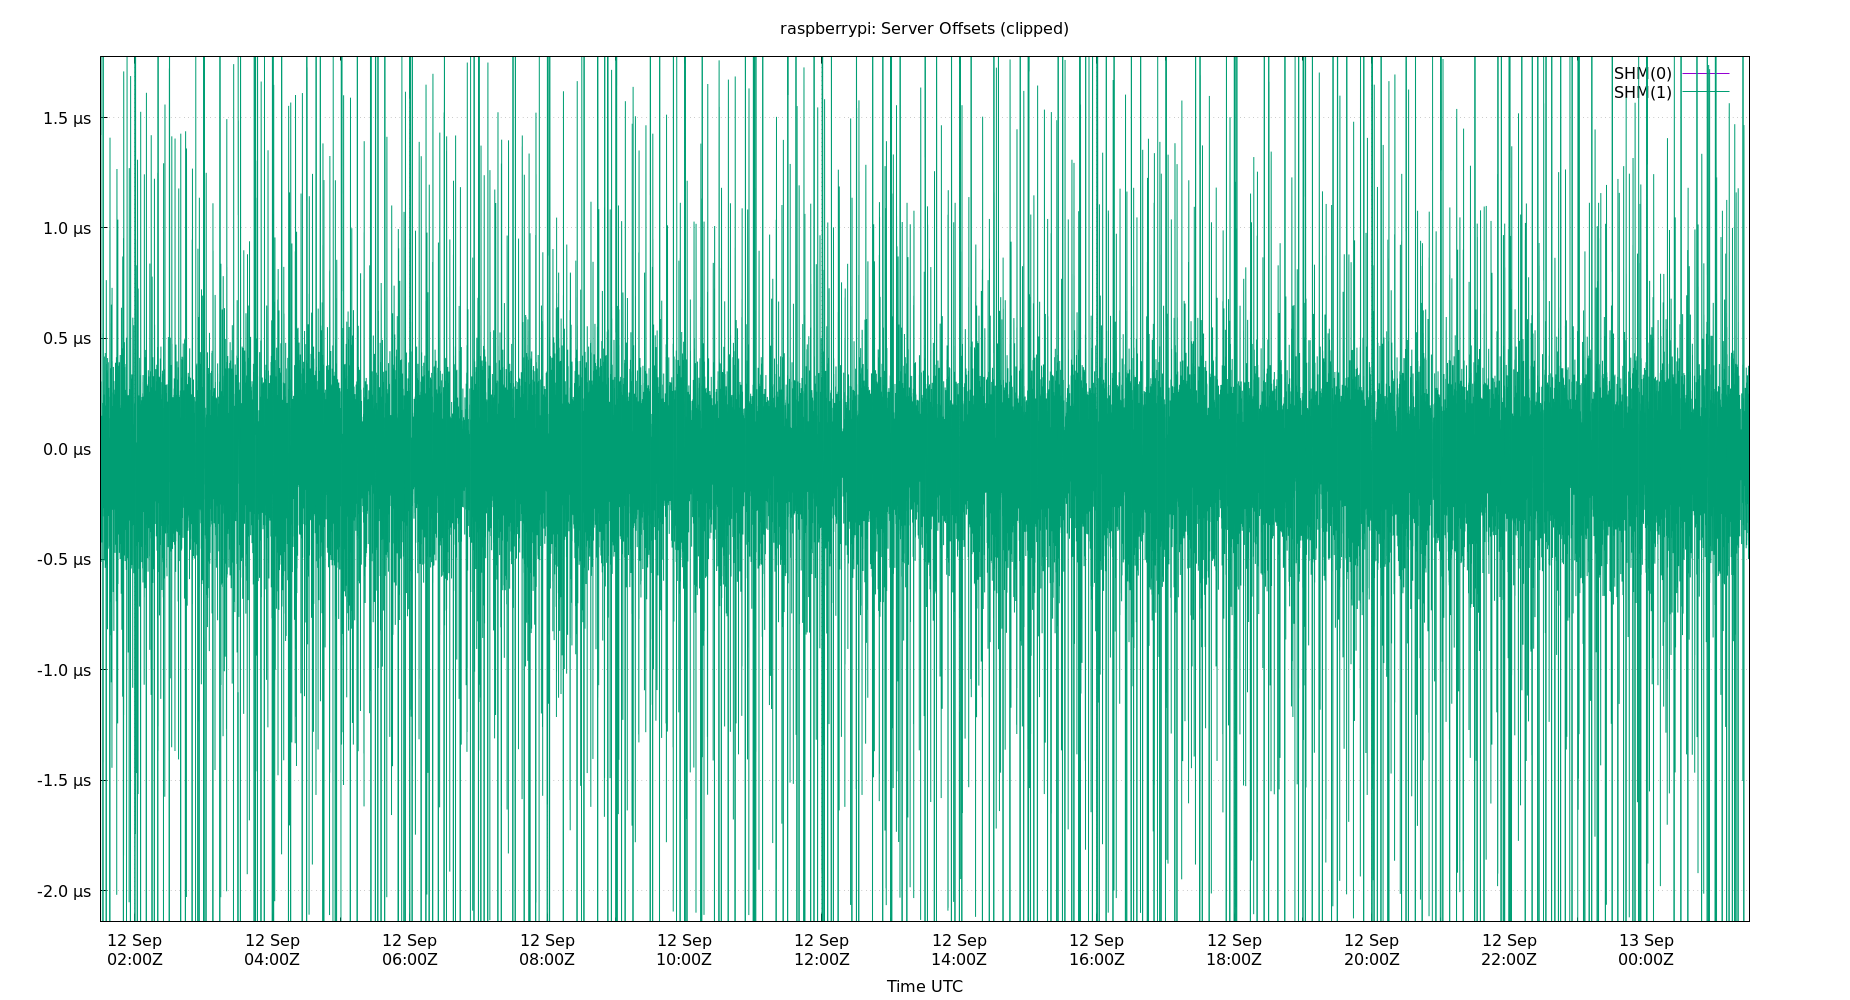 raspberrypi: Server Offsets (clipped)
SHM(0)
SHM(1)
1.5 µs
1.0 µs
0.5 µs
0.0 µs
-0.5 µs
-1.0 µs
-1.5 µs
-2.0 µs
12 Sep 12 Sep 12 Sep 12 Sep 12 Sep 12 Sep 12 Sep 12 Sep 12 Sep 12 Sep 12 Sep 13 Sep
02:00Z 04:00Z 06:00Z 08:00Z 10:00Z 12:00Z 14:00Z 16:00Z 18:00Z 20:00Z 22:00Z 00:00Z
Time UTC